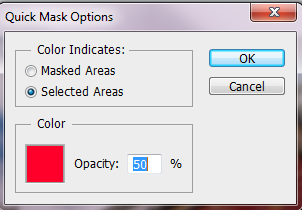 Quick Mask Options
Color Indicates:
Masked Areas
Selected Areas
OK
Cancel
Color
Opacity: 50 %